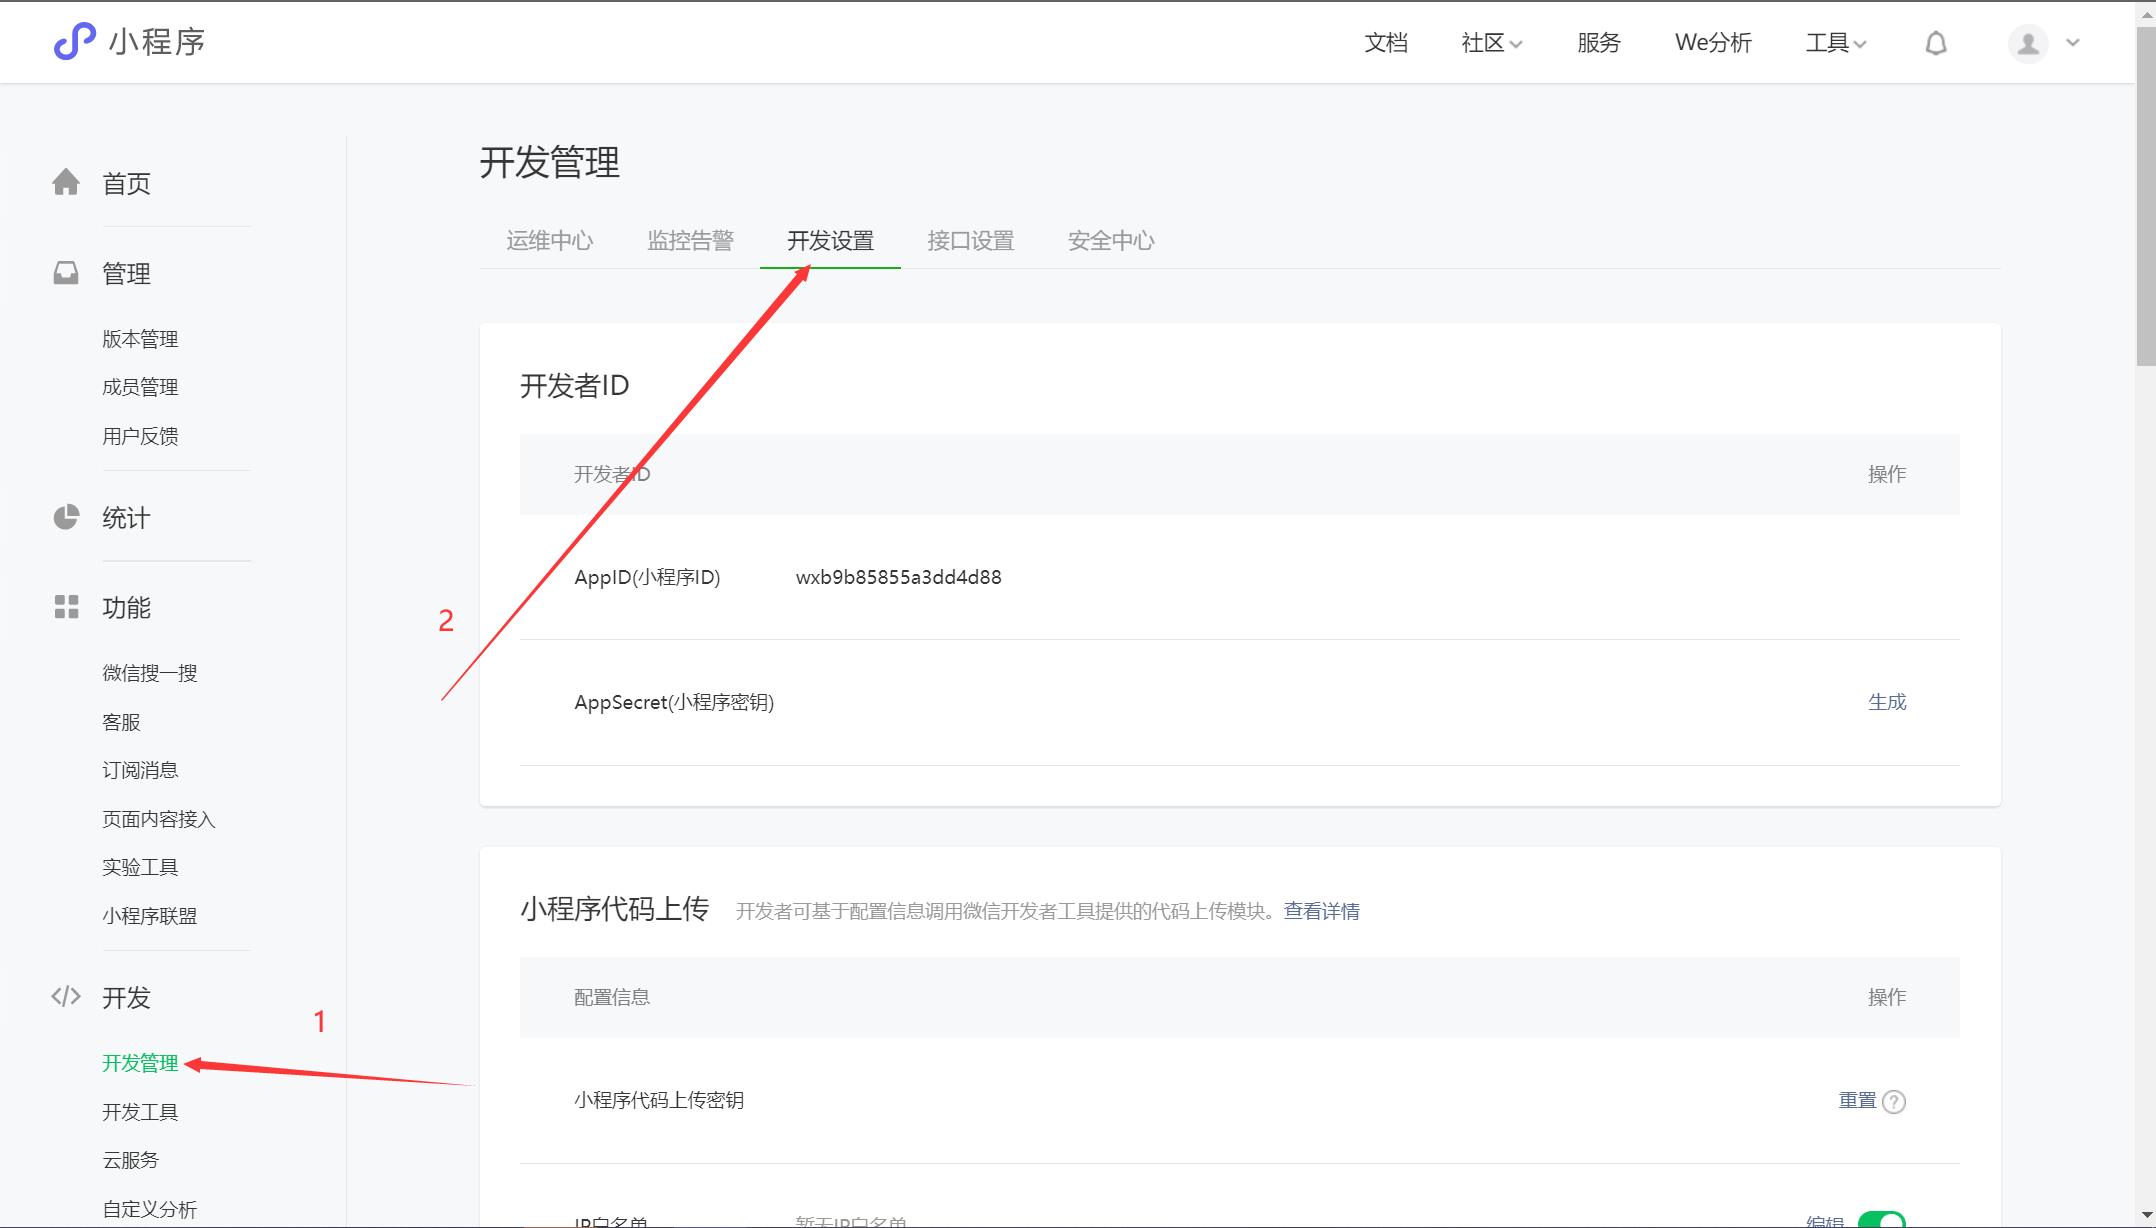 小程序
文档 社区 服务 We分析 工具
首页
管理
版本管理
成员管理
用户反馈
统计
功能
微信搜一搜
客服
订阅消息
页面内容接入
实验工具
小程序联盟
开发
1
开发管理
开发工具
云服务
自定义分析
开发管理
运维中心 监控告警 开发设置 接口设置 安全中心
开发者ID
开发者ID 操作
AppID(小程序ID) wxb9b85855a3dd4d88
2
AppSecret(小程序密钥) 生成
小程序代码上传 开发者可基于配置信息调用微信开发者工具提供的代码上传模块。查看详情
配置信息 操作
小程序代码上传密钥 重置 ?
IP白名单 暂无IP白名单 编辑